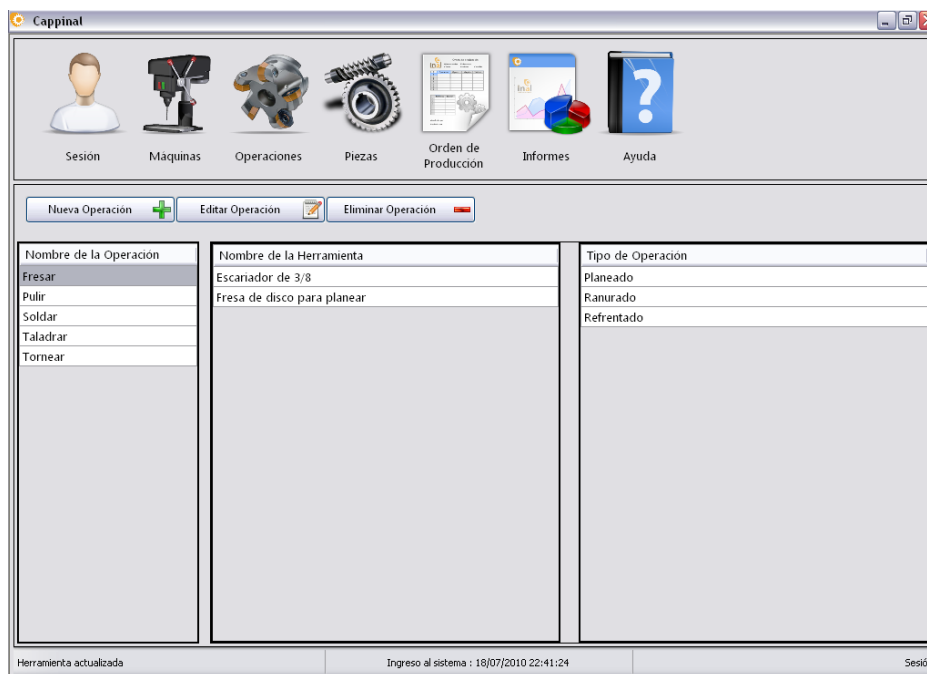 Cappinal
Sesión
Máquinas
Operaciones
Piezas
Orden de
Producción
Informes
Ayuda
Nueva Operación
Editar Operación
Eliminar Operación
Nombre de la Operación
Fresar
Pulir
Soldar
Taladrar
Tornear
Nombre de la Herramienta
Escariador de 3/8
Fresa de disco para planear
Tipo de Operación
Planeado
Ranurado
Refrentado
Herramienta actualizada
Ingreso al sistema : 18/07/2010 22:41:24
Sesió